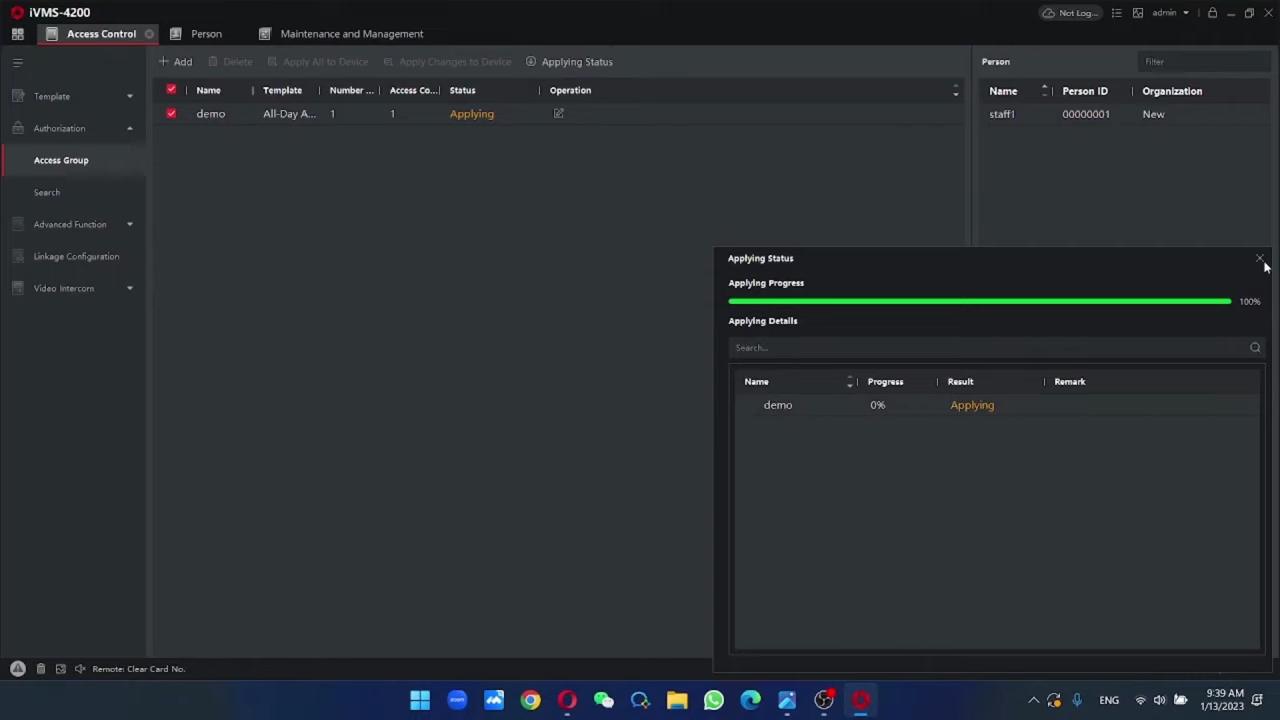 iVMS-4200
Not Log...
admin
Access Control
Person
Maintenance and Management
Add
Delete
Apply All to Device
Apply Changes to Device
Applying Status
Person
Filter
Template
Authorization
Access Group
Search
Advanced Function
Linkage Configuration
Video Intercom
Name Template Number ... Access Co... Status Operation
demo All-Day A... 1 1 Applying
Name Person ID Organization
staff1 00000001 New
Applying Status
Applying Progress
100%
Applying Details
Search...
Name Progress Result Remark
demo 0% Applying
Remote: Clear Card No.
zoom
ENG
9:39 AM
1/13/2023